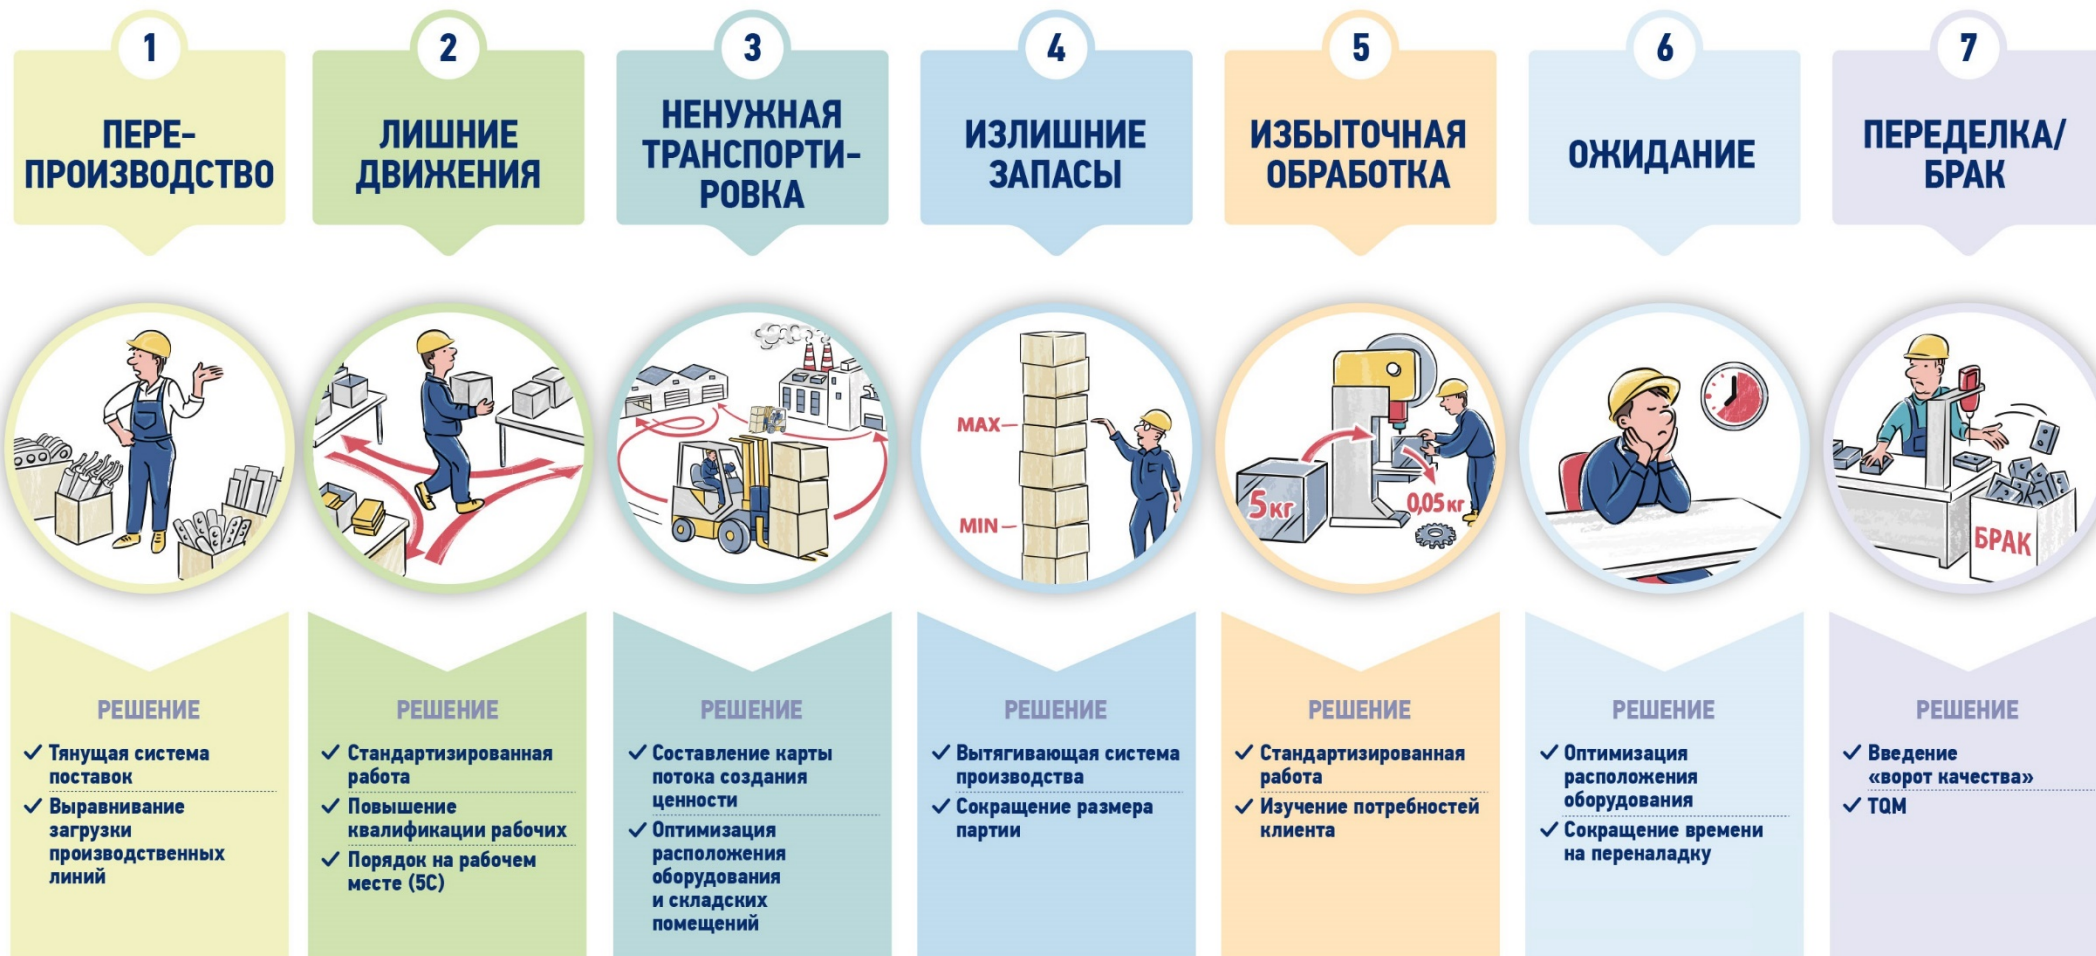 1
ПЕРЕ-
ПРОИЗВОДСТВО
2
ЛИШНИЕ
ДВИЖЕНИЯ
3
НЕНУЖНАЯ
ТРАНСПОРТИ-
РОВКА
4
ИЗЛИШНИЕ
ЗАПАСЫ
5
ИЗБЫТОЧНАЯ
ОБРАБОТКА
6
ОЖИДАНИЕ
7
ПЕРЕДЕЛКА/
БРАК
MAX
MIN
5кг
0,05 кг
БРАК
РЕШЕНИЕ
✓ Тянущая система
поставок
✓ Выравнивание
загрузки
производственных
линий
РЕШЕНИЕ
✓ Стандартизированная
работа
✓ Повышение
квалификации рабочих
✓ Порядок на рабочем
месте (5С)
РЕШЕНИЕ
✓ Составление карты
потока создания
ценности
✓ Оптимизация
расположения
оборудования
и складских
помещений
РЕШЕНИЕ
✓ Вытягивающая система
производства
✓ Сокращение размера
партии
РЕШЕНИЕ
✓ Стандартизированная
работа
✓ Изучение потребностей
клиента
РЕШЕНИЕ
✓ Оптимизация
расположения
оборудования
✓ Сокращение времени
на переналадку
РЕШЕНИЕ
✓ Введение
«ворот качества»
✓ TQM